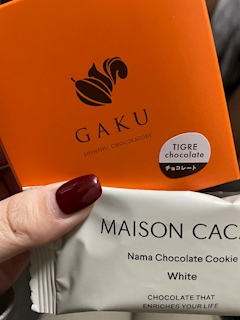 GAKU
TIGRE
chocolate
チョコレート
MAISON CACA
Nama Chocolate Cookie
White
CHOCOLATE THAT
ENRICHES YOUR LIFE